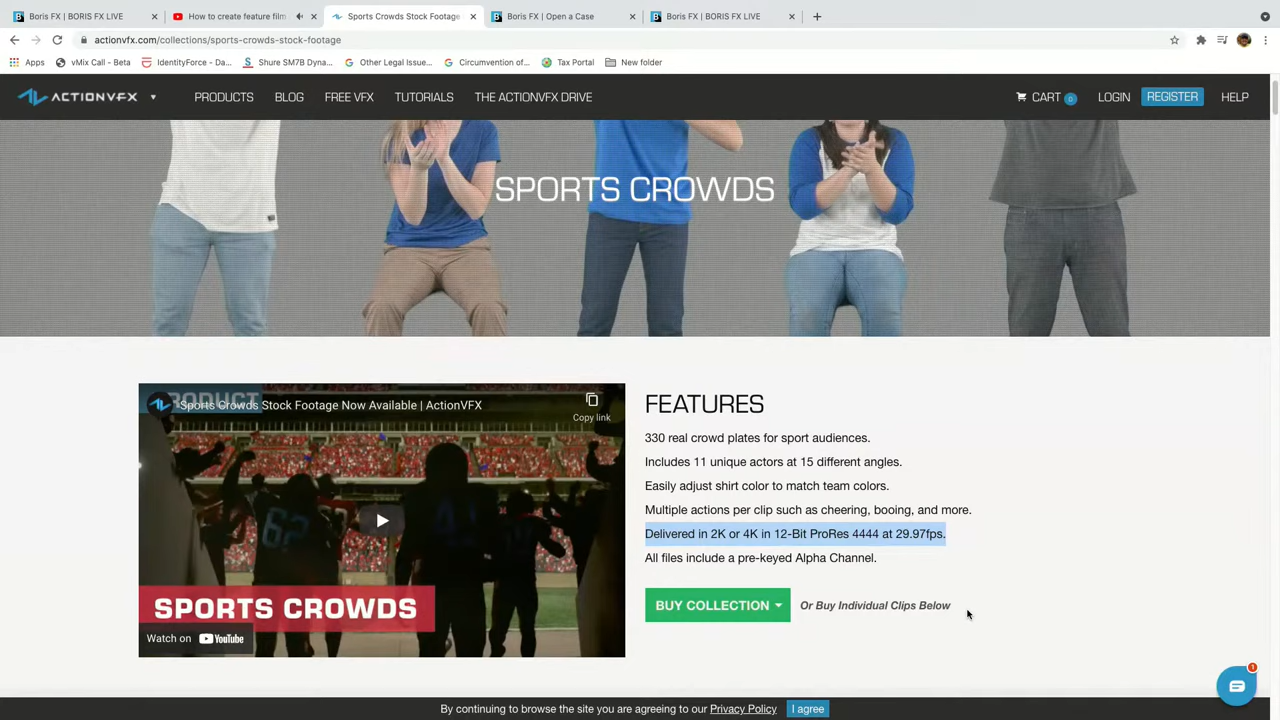 Boris FX | BORIS FX LIVE
How to create feature film
Sports Crowds Stock Footage
Boris FX | Open a Case
Boris FX | BORIS FX LIVE
actionvfx.com/collections/sports-crowds-stock-footage
Apps
vMix Call - Beta
IdentityForce - Da...
Shure SM7B Dyna...
Other Legal Issue...
Circumvention of...
Tax Portal
New folder
ACTIONVFX
PRODUCTS
BLOG
FREE VFX
TUTORIALS
THE ACTIONVFX DRIVE
CART 0
LOGIN
REGISTER
HELP
SPORTS CROWDS
PRODUCT
Sports Crowds Stock Footage Now Available | ActionVFX
Copy link
SPORTS CROWDS
Watch on YouTube
FEATURES
330 real crowd plates for sport audiences.
Includes 11 unique actors at 15 different angles.
Easily adjust shirt color to match team colors.
Multiple actions per clip such as cheering, booing, and more.
Delivered in 2K or 4K in 12-Bit ProRes 4444 at 29.97fps.
All files include a pre-keyed Alpha Channel.
BUY COLLECTION
Or Buy Individual Clips Below
1
By continuing to browse the site you are agreeing to our Privacy Policy
I agree